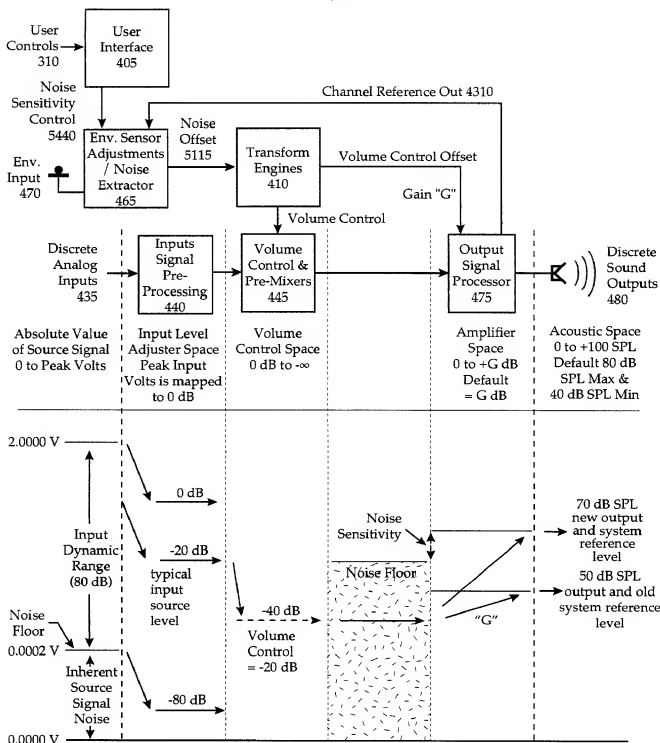 User
Controls
310
User
Interface
405
Channel Reference Out 4310
Noise
Sensitivity
Control
5440
Env.
Input
470
Env. Sensor
Adjustments
/ Noise
Extractor
465
Noise
Offset
5115
Transform
Engines
410
Volume Control Offset
Gain "G"
Volume Control
Discrete
Analog
Inputs
435
Inputs
Signal
Pre-
Processing
440
Volume
Control &
Pre-Mixers
445
Output
Signal
Processor
475
Discrete
Sound
Outputs
480
Absolute Value
of Source Signal
0 to Peak Volts
Input Level
Adjuster Space
Peak Input
Volts is mapped
to 0 dB
Volume
Control Space
0 dB to -∞
Amplifier
Space
0 to +G dB
Default
= G dB
Acoustic Space
0 to +100 SPL
Default 80 dB
SPL Max &
40 dB SPL Min
2.0000 V
Input
Dynamic
Range
(80 dB)
Noise
Floor
0.0002 V
Inherent
Source
Signal
Noise
0.0000 V
0 dB
-20 dB
typical
input
source
level
-80 dB
-40 dB
Volume
Control
= -20 dB
Noise
Sensitivity
Noise Floor
"G"
70 dB SPL
new output
and system
reference
level
50 dB SPL
output and old
system reference
level